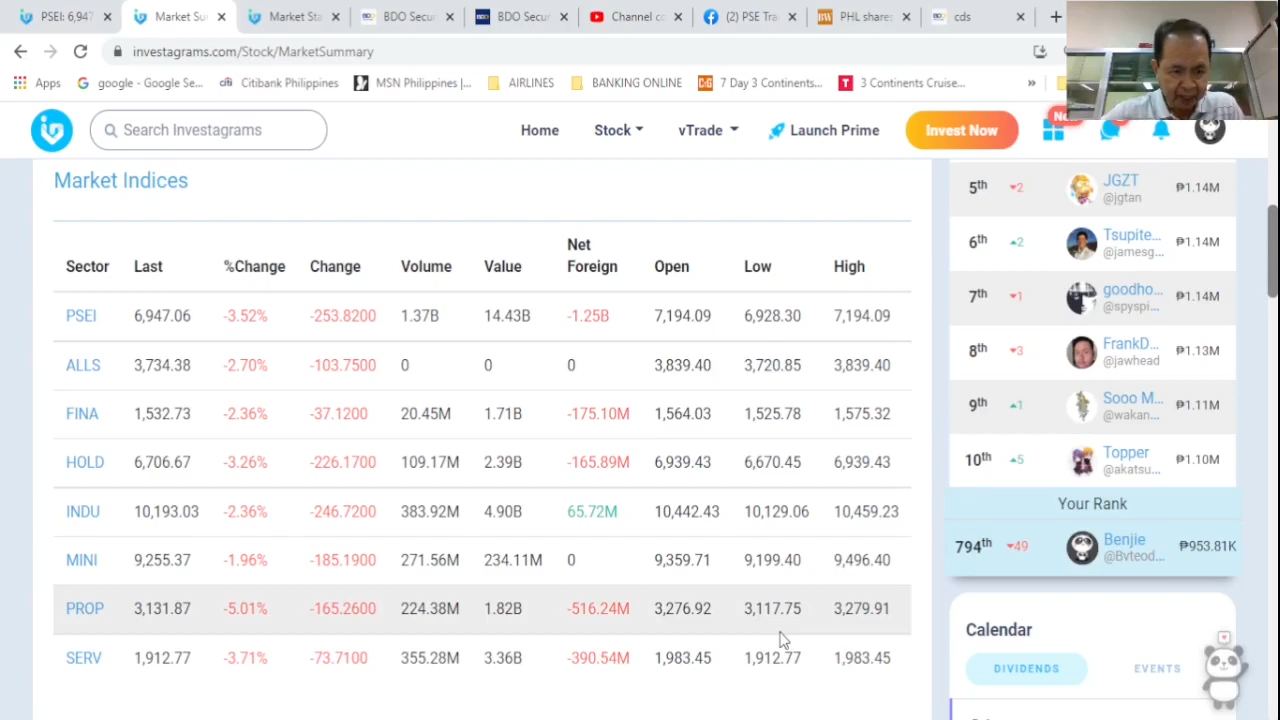 PSEI: 6,947
Market Su
Market Sta
BDO Secur
BDO Secur
Channel co
(2) PSE Tra
PHL shares
cds
investagrams.com/Stock/MarketSummary
Apps
google - Google Se...
Citibank Philippines
MSN Philippines |...
AIRLINES
BANKING ONLINE
7 Day 3 Continents...
3 Continents Cruise...
»
Search Investagrams
Home
Stock
vTrade
Launch Prime
Invest Now
Market Indices
Sector Last %Change Change Volume Value Net Foreign Open Low High
PSEI 6,947.06 -3.52% -253.8200 1.37B 14.43B -1.25B 7,194.09 6,928.30 7,194.09
ALLS 3,734.38 -2.70% -103.7500 0 0 0 3,839.40 3,720.85 3,839.40
FINA 1,532.73 -2.36% -37.1200 20.45M 1.71B -175.10M 1,564.03 1,525.78 1,575.32
HOLD 6,706.67 -3.26% -226.1700 109.17M 2.39B -165.89M 6,939.43 6,670.45 6,939.43
INDU 10,193.03 -2.36% -246.7200 383.92M 4.90B 65.72M 10,442.43 10,129.06 10,459.23
MINI 9,255.37 -1.96% -185.1900 271.56M 234.11M 0 9,359.71 9,199.40 9,496.40
PROP 3,131.87 -5.01% -165.2600 224.38M 1.82B -516.24M 3,276.92 3,117.75 3,279.91
SERV 1,912.77 -3.71% -73.7100 355.28M 3.36B -390.54M 1,983.45 1,912.77 1,983.45
5th 2 JGZT ₱1.14M
@jgtan
6th 2 Tsupite... ₱1.14M
@jamesg...
7th 1 goodho... ₱1.14M
@spyspi...
8th 3 FrankD... ₱1.13M
@jawhead
9th 1 Sooo M... ₱1.11M
@wakan...
10th 5 Topper ₱1.10M
@akatsu...
Your Rank
794th 49 Benjie ₱953.81K
@Bvteod...
Calendar
DIVIDENDS
EVENTS